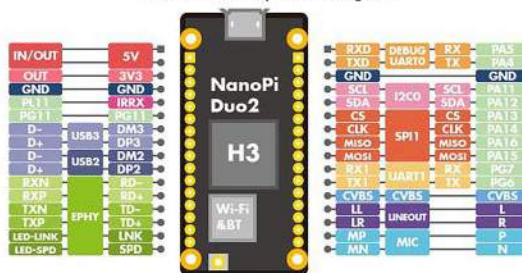 IN/OUT 5V
OUT 3V3
GND GND
PL11 IRRX
PG11 PG11
D- USB3 DM3
D+ DP3
D- USB2 DM2
D+ DP2
RXN EPHY RD-
RXP RD+
TXN TD-
TXP TD+
LED-LINK LNK
LED-SPD SPD
NanoPi
Duo2
H3
Wi-Fi
&BT
RXD DEBUG RX PA5
TXD UART0 TX PA4
GND GND
SCL I2C0 SCL PA11
SDA SDA PA12
CS SPI1 CS PA13
CLK CLK PA14
MISO MISO PA16
MOSI MOSI PA15
RX1 UART1 RX PG7
TX1 TX PG6
CVBS CVBS CVBS
LL LINEOUT L
LR R
MP MIC P
MN N